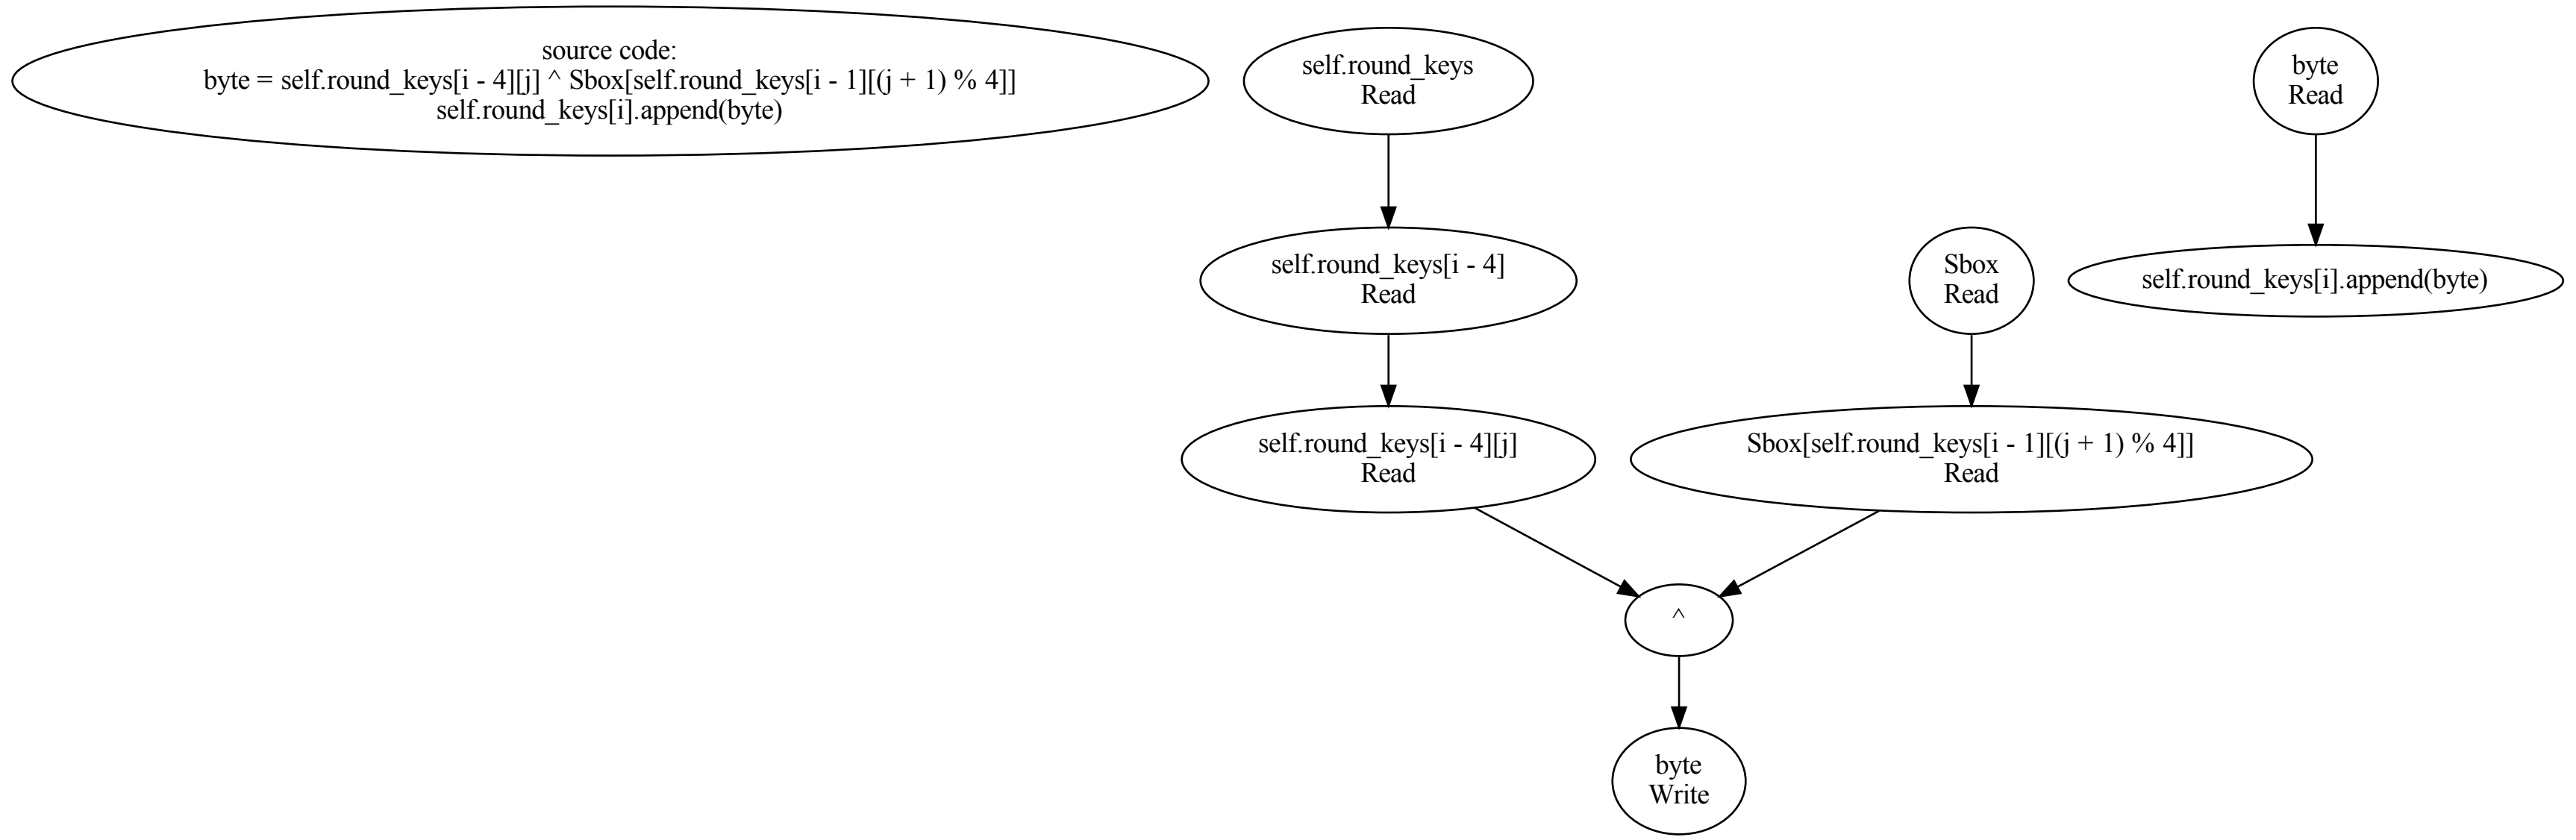 source code:
byte = self.round_keys[i - 4][j] ^ Sbox[self.round_keys[i - 1][(j + 1) % 4]]
self.round_keys[i].append(byte)
self.round_keys
Read
byte
Read
self.round_keys[i - 4]
Read
Sbox
Read
self.round_keys[i].append(byte)
self.round_keys[i - 4][j]
Read
Sbox[self.round_keys[i - 1][(j + 1) % 4]]
Read
^
byte
Write